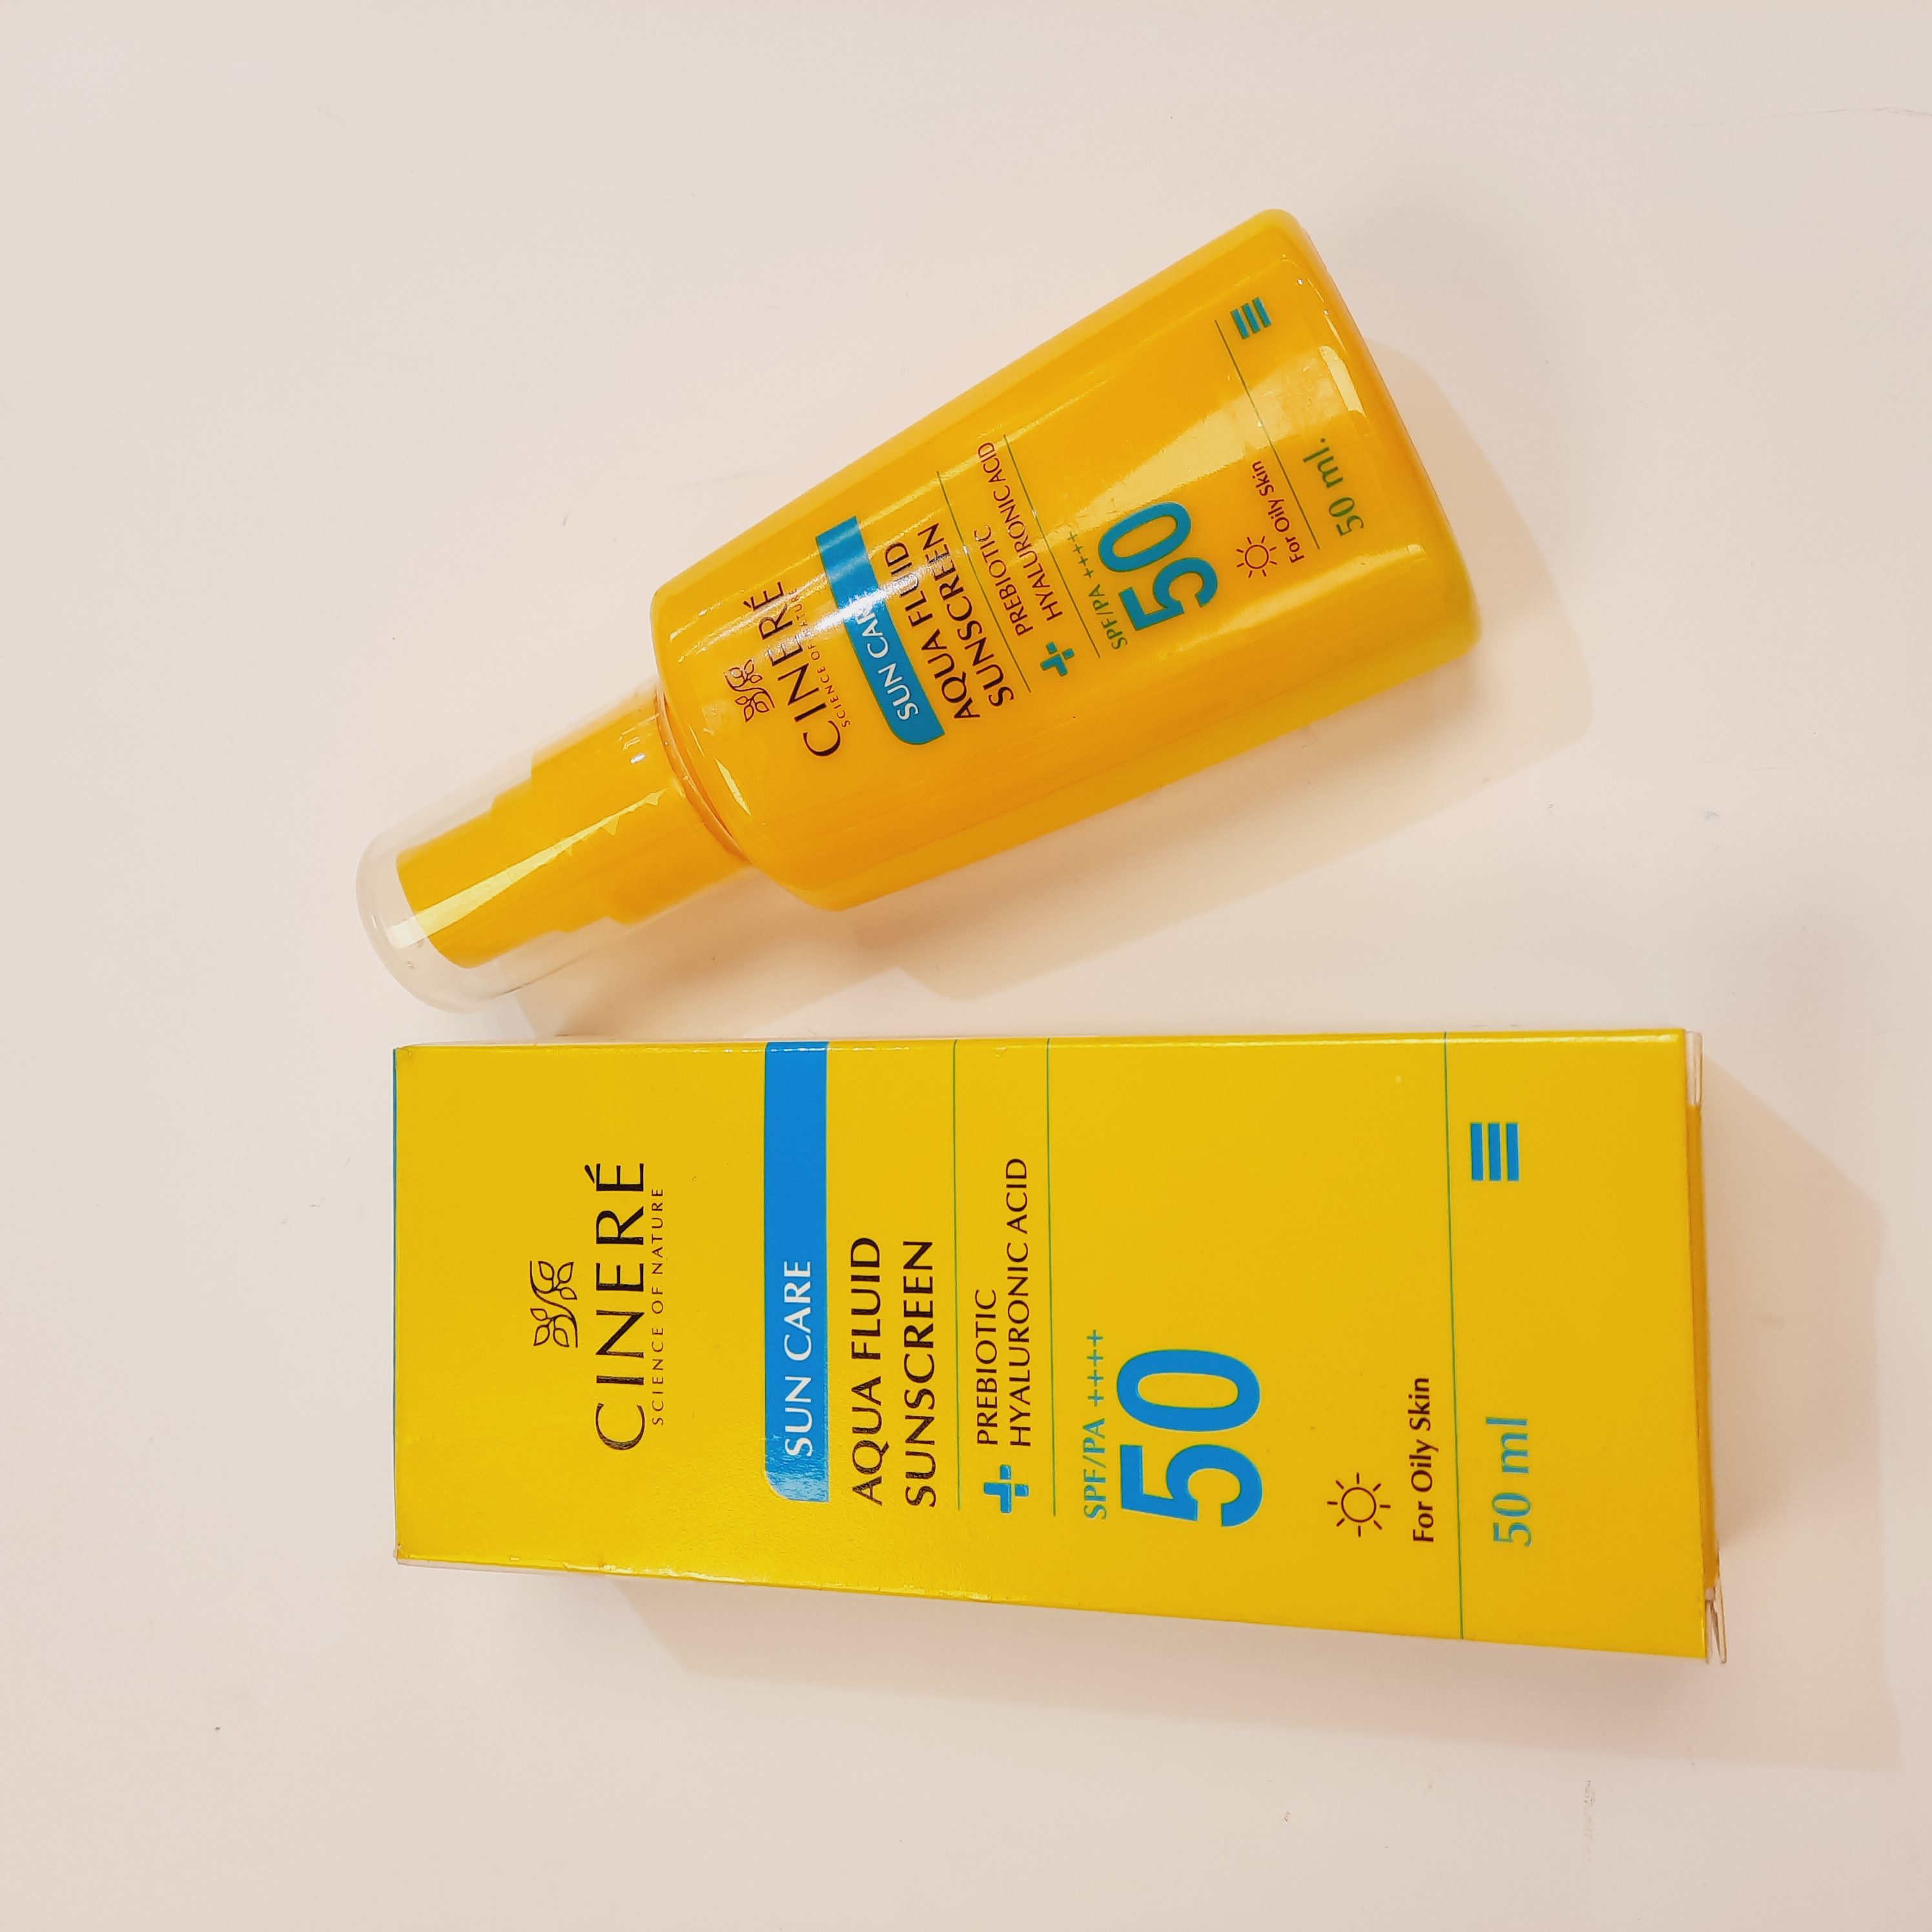 CINERÉ
SCIENCE OF NATURE
SUN CARE
AQUA FLUID
SUNSCREEN
PREBIOTIC
HYALURONIC ACID
SPF/PA ++++
50
For Oily Skin
50 ml.
CINERÉ
SCIENCE OF NATURE
SUN CARE
AQUA FLUID
SUNSCREEN
PREBIOTIC
HYALURONIC ACID
SPF/PA ++++
50
For Oily Skin
50 ml